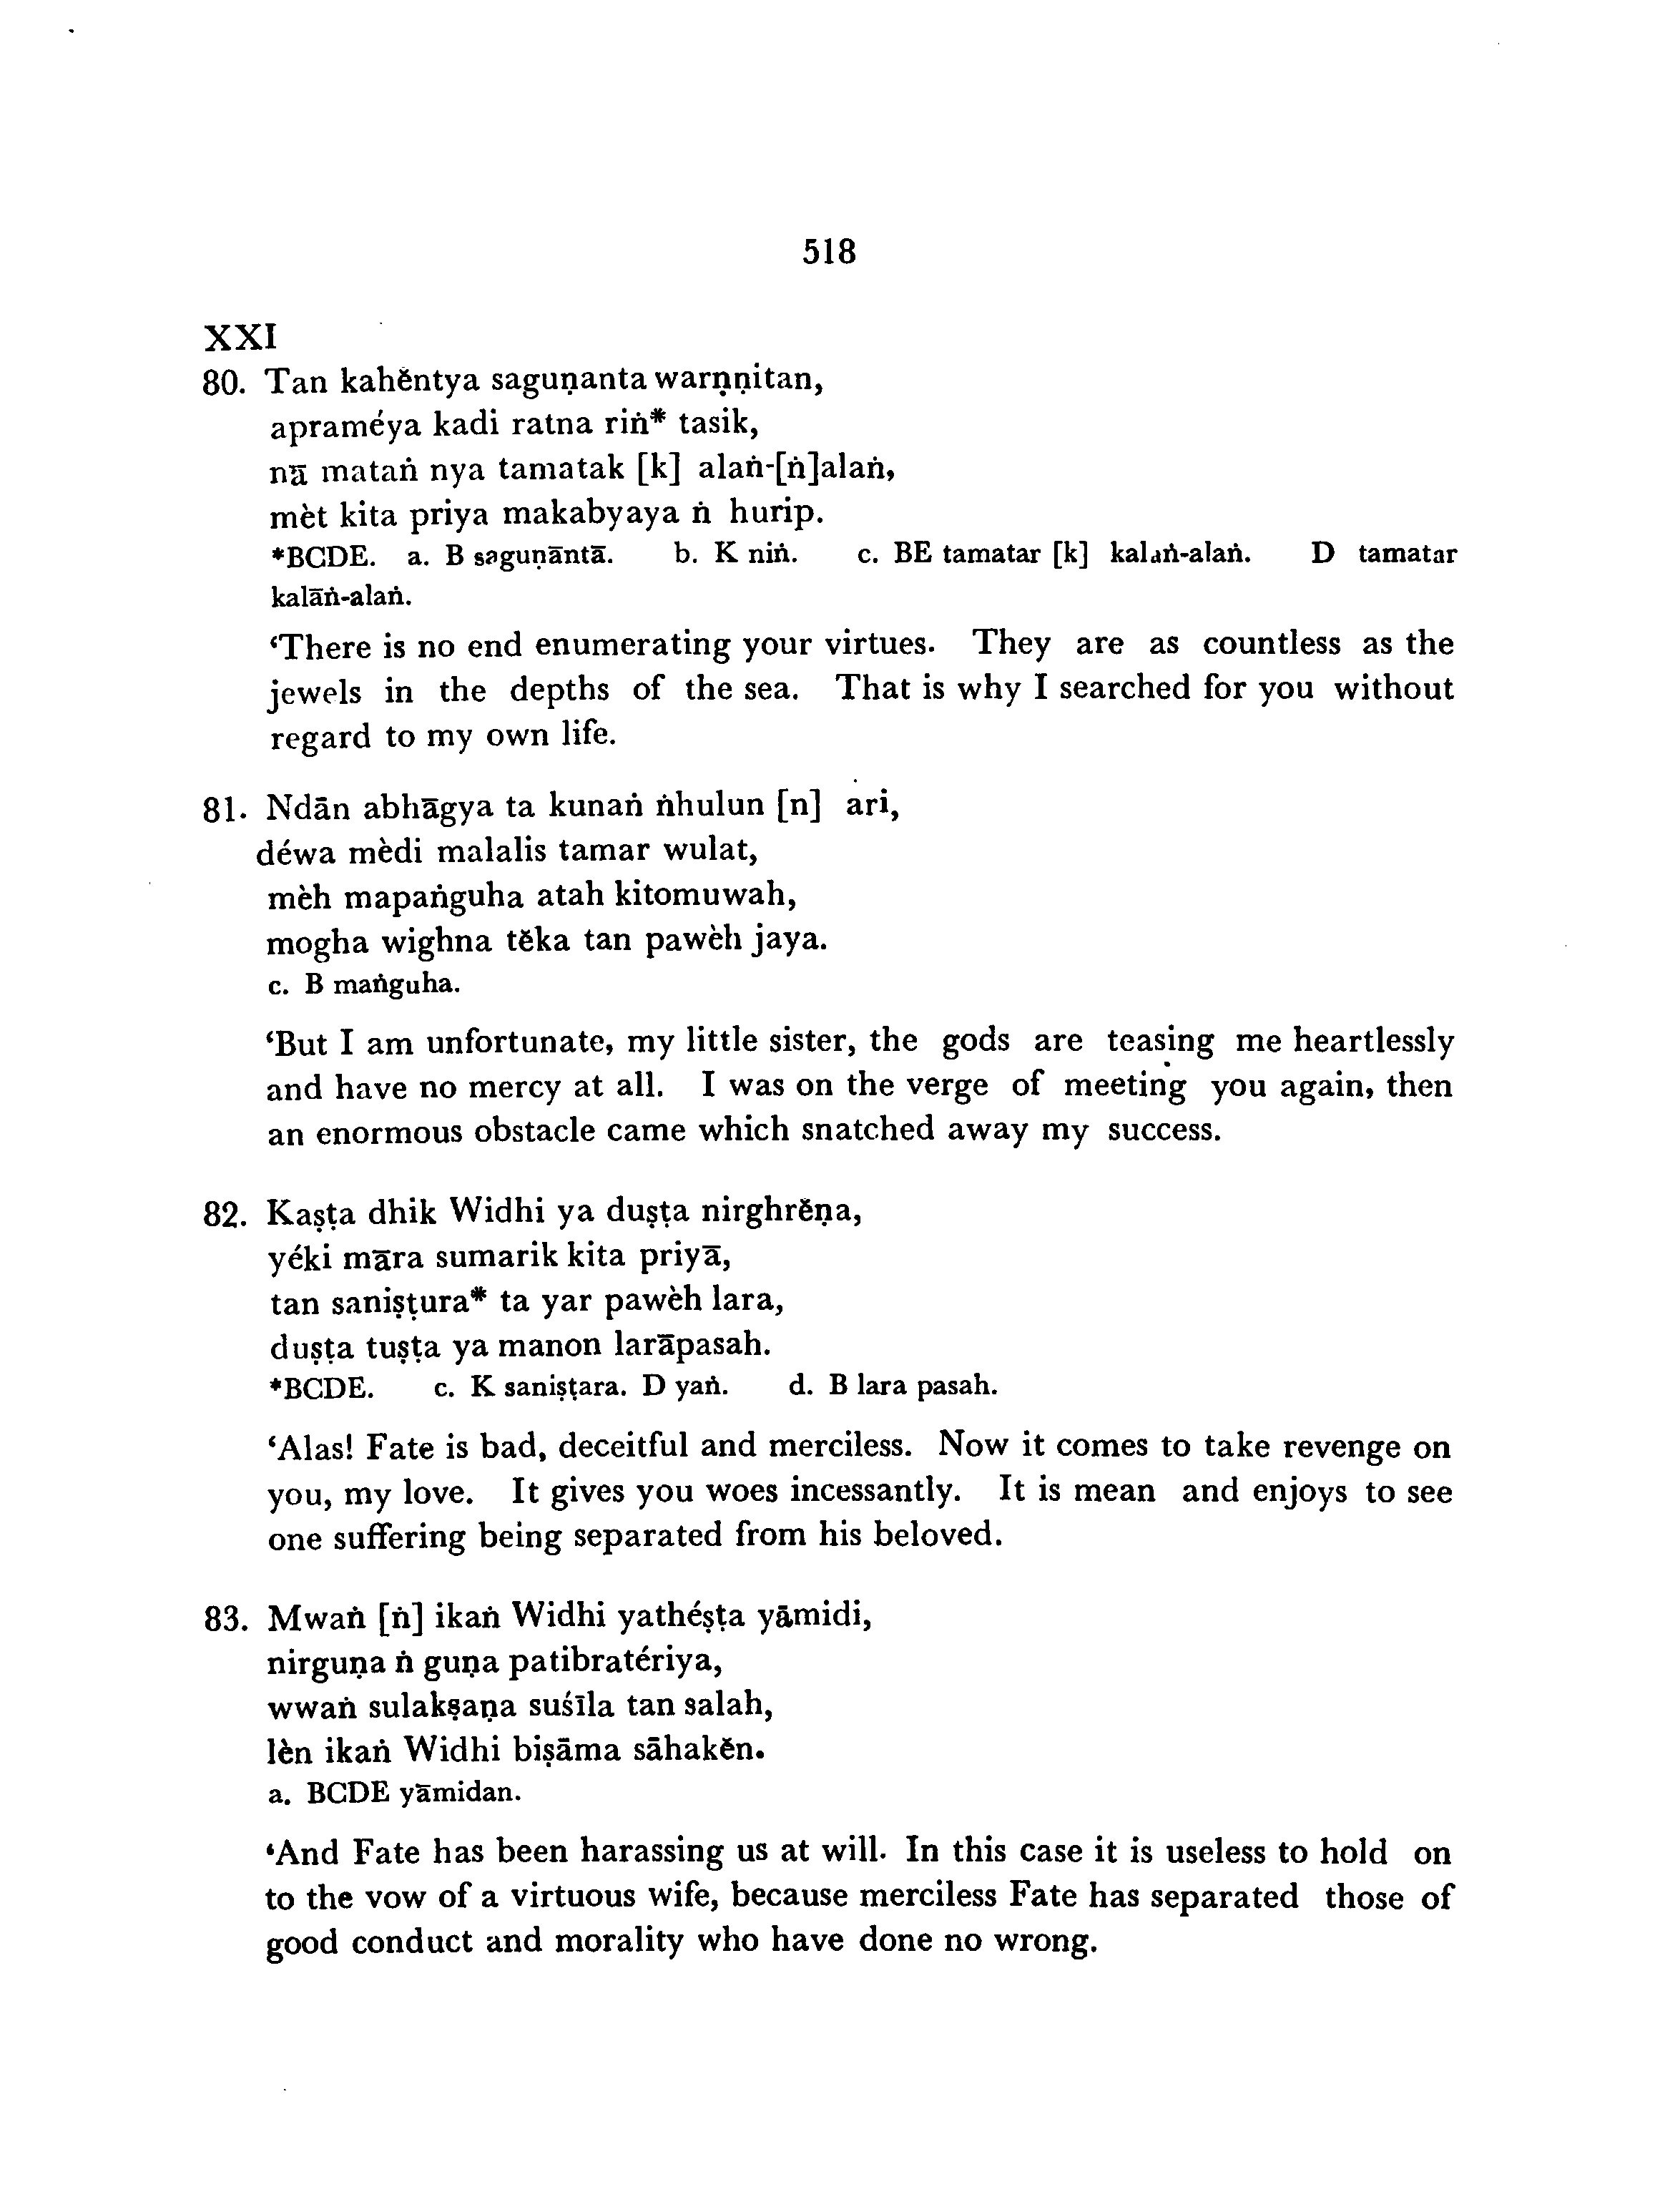 518
XXI
80. Tan kahĕntya saguṇanta warṇṇitan,
apraméya kadi ratna riṅ* tasik,
nā mataṅ nya tamatak [k] alaṅ-[ṅ]alaṅ,
mèt kita priya makabyaya ṅ hurip.
*BCDE. a. B saguṇāntā. b. K niṅ. c. BE tamatar [k] kalaṅ-alaṅ. D tamatar
kalāṅ-alaṅ.
‘There is no end enumerating your virtues. They are as countless as the
jewels in the depths of the sea. That is why I searched for you without
regard to my own life.
81. Ndān abhāgya ta kunaṅ ṅhulun [n] ari,
déwa mèdi malalis tamar wulat,
mèh mapaṅguha atah kitomuwah,
mogha wighna tĕka tan pawèh jaya.
c. B maṅguha.
‘But I am unfortunate, my little sister, the gods are teasing me heartlessly
and have no mercy at all. I was on the verge of meeting you again, then
an enormous obstacle came which snatched away my success.
82. Kaṣṭa dhik Widhi ya duṣṭa nirghrĕṇa,
yéki māra sumarik kita priyā,
tan saniṣṭura* ta yar pawèh lara,
duṣṭa tuṣṭa ya manon larāpasah.
*BCDE. c. K saniṣṭara. D yaṅ. d. B lara pasah.
‘Alas! Fate is bad, deceitful and merciless. Now it comes to take revenge on
you, my love. It gives you woes incessantly. It is mean and enjoys to see
one suffering being separated from his beloved.
83. Mwaṅ [ṅ] ikaṅ Widhi yathéṣṭa yāmidi,
nirguṇa ṅ guṇa patibratériya,
wwaṅ sulakṣaṇa suśīla tan salah,
lèn ikaṅ Widhi biṣāma sāhakĕn.
a. BCDE yāmidan.
‘And Fate has been harassing us at will. In this case it is useless to hold on
to the vow of a virtuous wife, because merciless Fate has separated those of
good conduct and morality who have done no wrong.